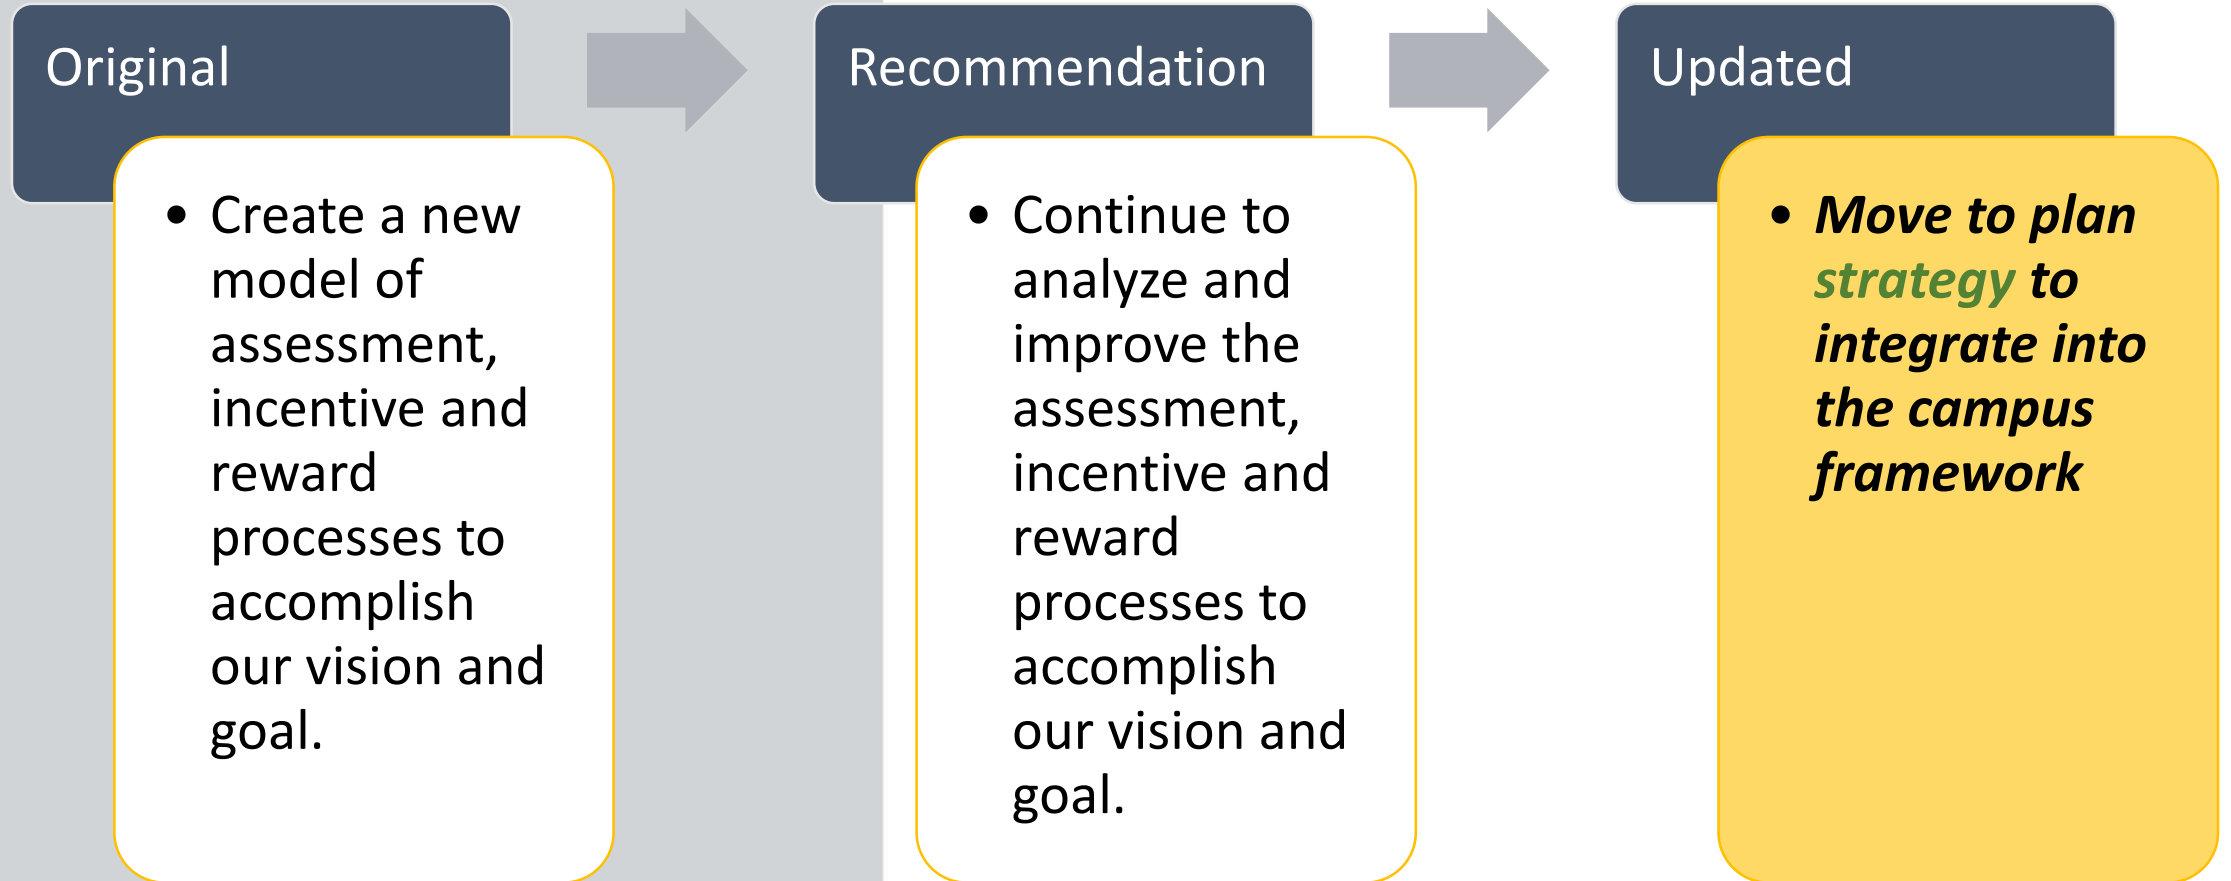 Original
• Create a new
model of
assessment,
incentive and
reward
processes to
accomplish
our vision and
goal.
Recommendation
• Continue to
analyze and
improve the
assessment,
incentive and
reward
processes to
accomplish
our vision and
goal.
Updated
• Move to plan
strategy to
integrate into
the campus
framework